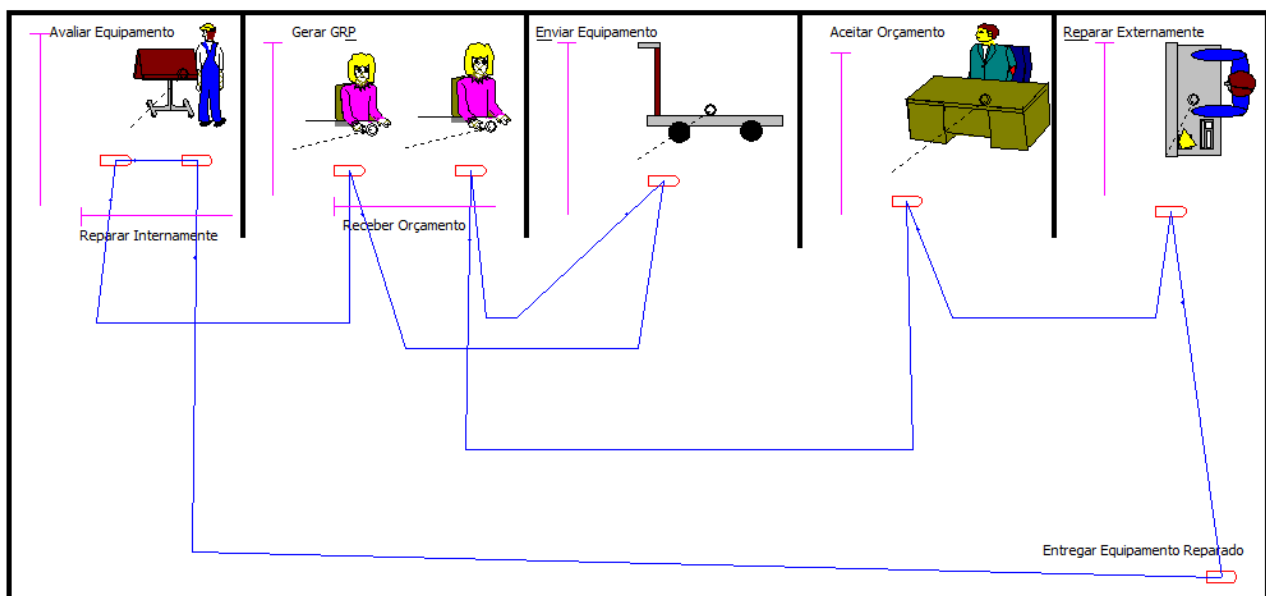 Avaliar Equipamento
Gerar GRP
Enviar Equipamento
Aceitar Orçamento
Reparar Externamente
Reparar Internamente
Receber Orçamento
Entregar Equipamento Reparado